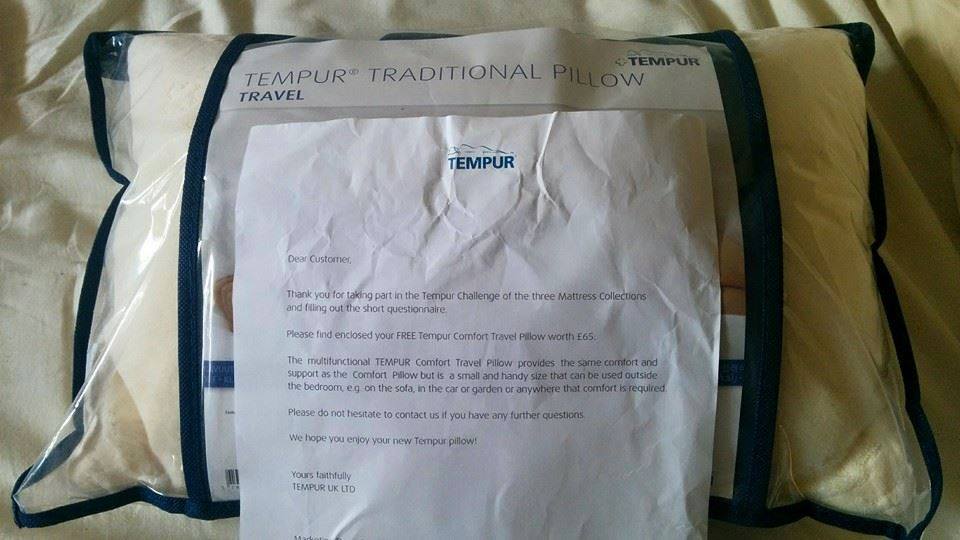 TEMPUR® TRADITIONAL PILLOW
TRAVEL
TEMPUR
TEMPUR
Dear Customer,
Thank you for taking part in the Tempur Challenge of the three Mattress Collections
and filling out the short questionnaire.
Please find enclosed your FREE Tempur Comfort Travel Pillow worth £65.
The multifunctional TEMPUR Comfort Travel Pillow provides the same comfort and
support as the Comfort Pillow but is a small and handy size that can be used outside
the bedroom, e.g. on the sofa, in the car or garden or anywhere that comfort is required.
Please do not hesitate to contact us if you have any further questions.
We hope you enjoy your new Tempur pillow!
Yours faithfully
TEMPUR UK LTD